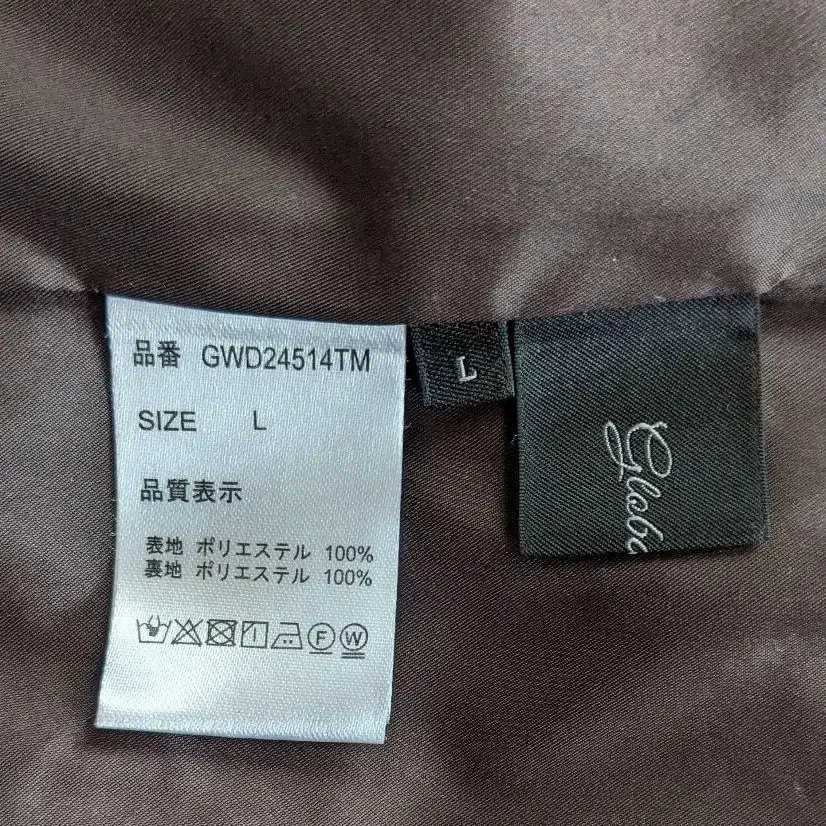 品番 GWD24514TM
SIZE L
品質表示
表地 ポリエステル 100%
裏地 ポリエステル 100%
F W
L